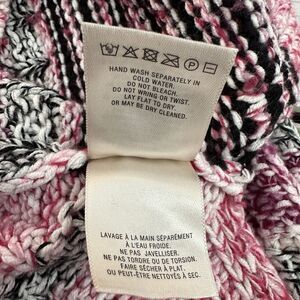 HAND WASH SEPARATELY IN
COLD WATER.
DO NOT BLEACH.
DO NOT WRING OR TWIST.
LAY FLAT TO DRY.
OR MAY BE DRY CLEANED.
LAVAGE À LA MAIN SÉPARÉMENT
À L'EAU FROIDE.
NE PAS JAVELLISER.
NE PAS TORDRE OU DE TORSION.
FAIRE SÉCHER À PLAT,
OU PEUT-ÊTRE NETTOYÉS À SEC.